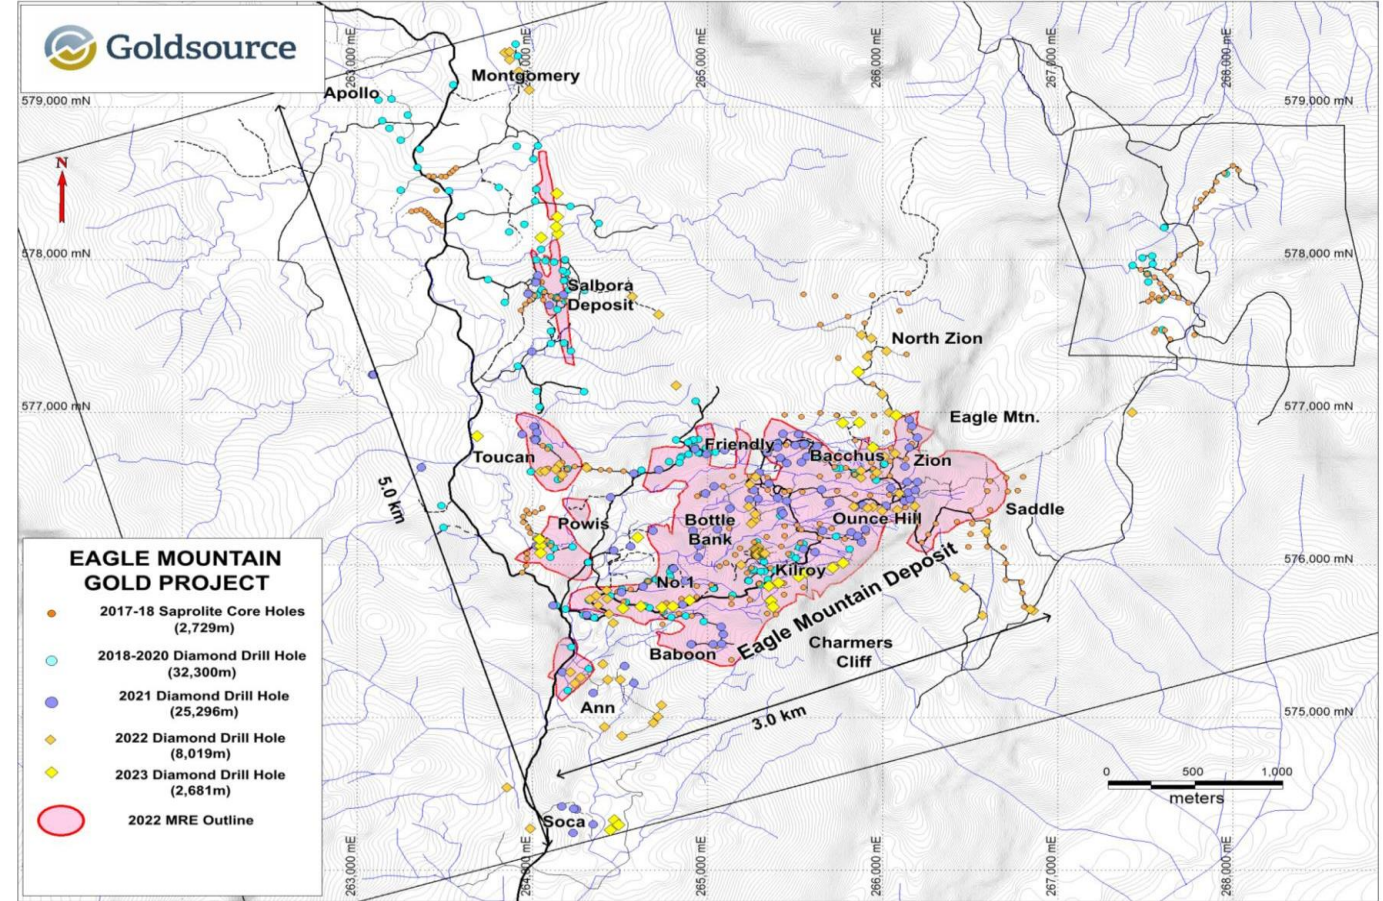 Goldsource
263,000 mE
264,000 mE
265,000 mE
266,000 mE
267,000 mE
268,000 mE
Montgomery
Apollo
579,000 mN
579,000 mN
N
578,000 mN
578,000 mN
Salbora
Deposit
North Zion
577,000 mN
577,000 mN
Eagle Mtn.
Friendly
Toucan
Bacchus
Zion
5.0 km
Saddle
Powis
Bottle
Bank
Ounce Hill
576,000 mN
Kilroy
No.1
Eagle Mountain Deposit
Baboon
Charmers
Cliff
Ann
3.0 km
575,000 mN
Soca
0 500 1,000
meters
263,000 mE
264,000 mE
265,000 mE
266,000 mE
267,000 mE
268,000 mE
EAGLE MOUNTAIN
GOLD PROJECT
2017-18 Saprolite Core Holes
(2,729m)
2018-2020 Diamond Drill Hole
(32,300m)
2021 Diamond Drill Hole
(25,296m)
2022 Diamond Drill Hole
(8,019m)
2023 Diamond Drill Hole
(2,681m)
2022 MRE Outline